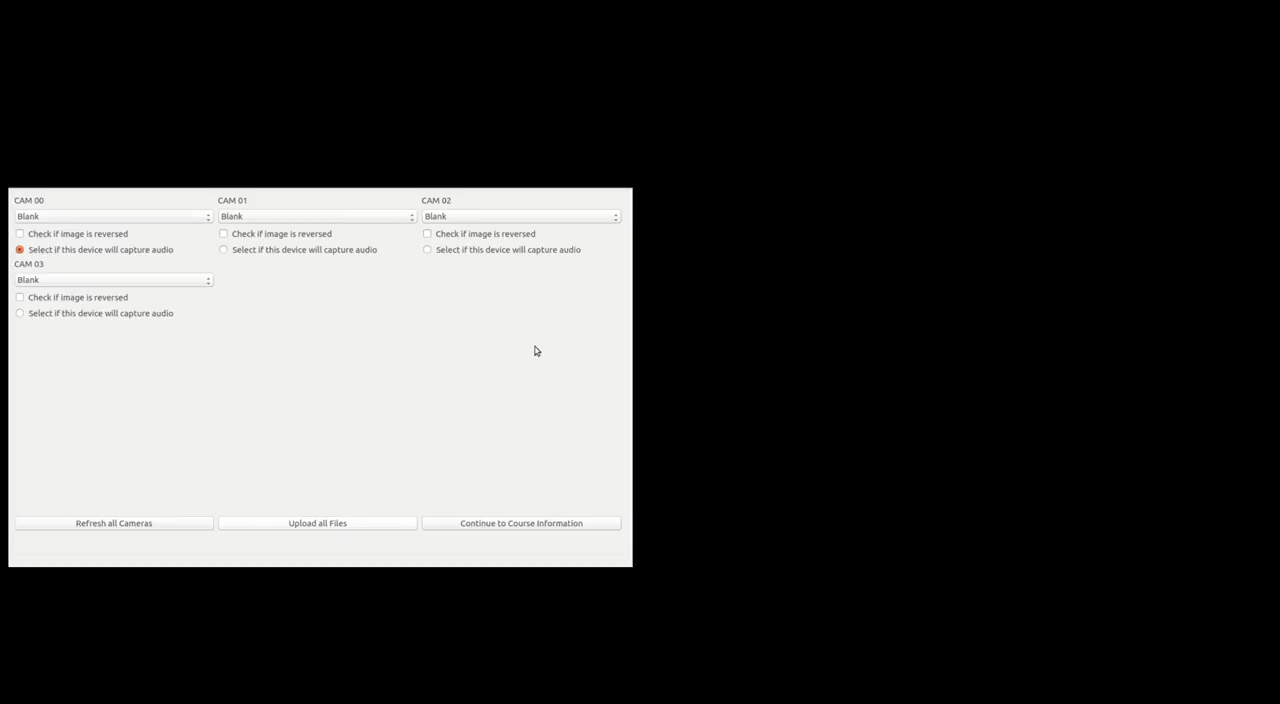 CAM 00 CAM 01 CAM 02
Blank Blank Blank
Check if image is reversed Check if image is reversed Check if image is reversed
Select if this device will capture audio Select if this device will capture audio Select if this device will capture audio
CAM 03
Blank
Check if image is reversed
Select if this device will capture audio
Refresh all Cameras Upload all Files Continue to Course Information